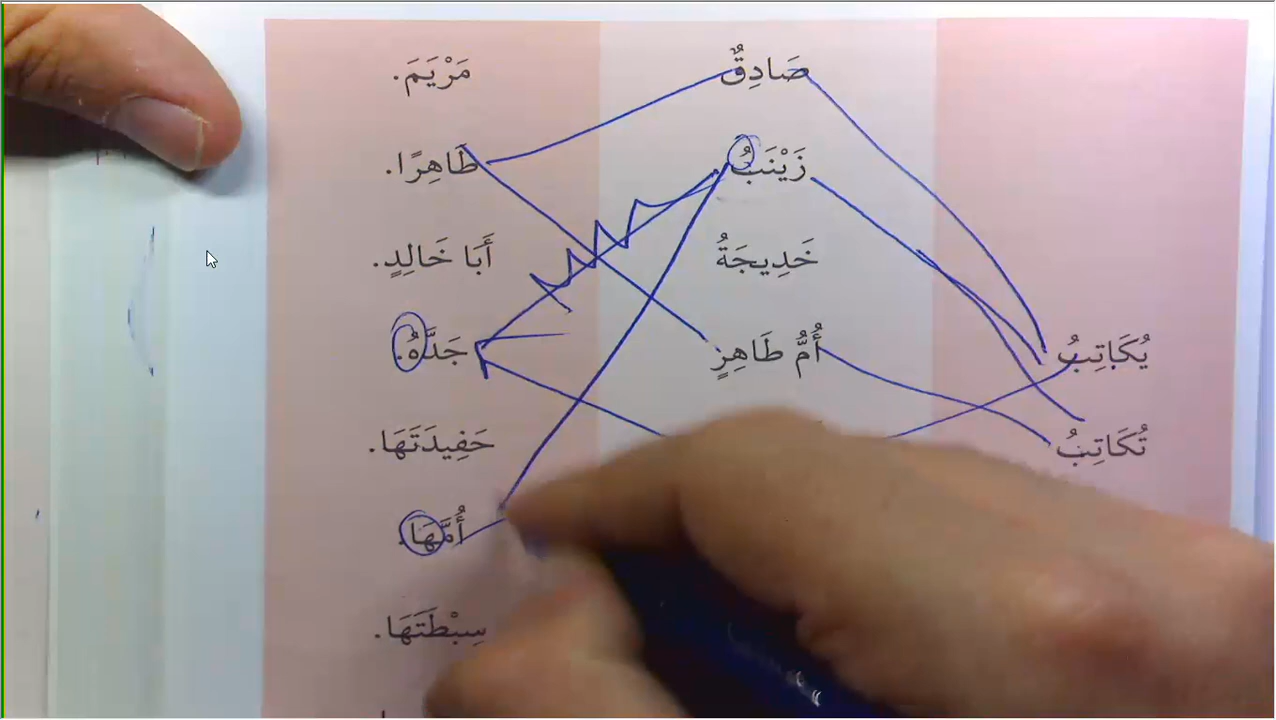 صَادِقٌ مَرْيَمَ.
زَيْنَبُ طَاهِرًا.
خَدِيجَةُ أَبَا خَالِدٍ.
يُكَاتِبُ أُمُّ طَاهِرٍ جَدَّهُ.
تُكَاتِبُ حَفِيدَتَهَا.
أُمَّهَا.
سِبْطَتَهَا.